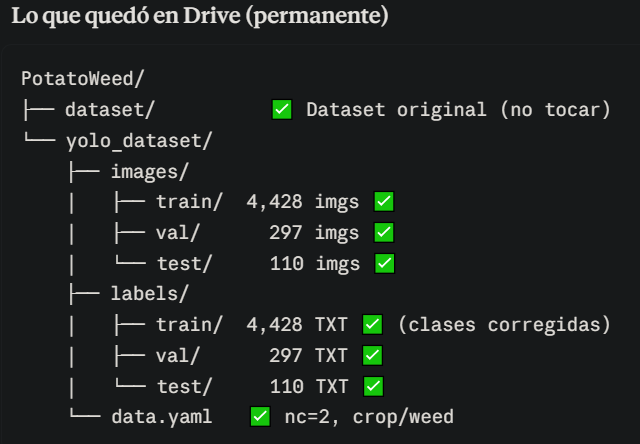 Lo que quedó en Drive (permanente)
PotatoWeed/
├── dataset/ ✅ Dataset original (no tocar)
└── yolo_dataset/
    ├── images/
    │   ├── train/ 4,428 imgs ✅
    │   ├── val/ 297 imgs ✅
    │   └── test/ 110 imgs ✅
    ├── labels/
    │   ├── train/ 4,428 TXT ✅ (clases corregidas)
    │   ├── val/ 297 TXT ✅
    │   └── test/ 110 TXT ✅
    └── data.yaml ✅ nc=2, crop/weed